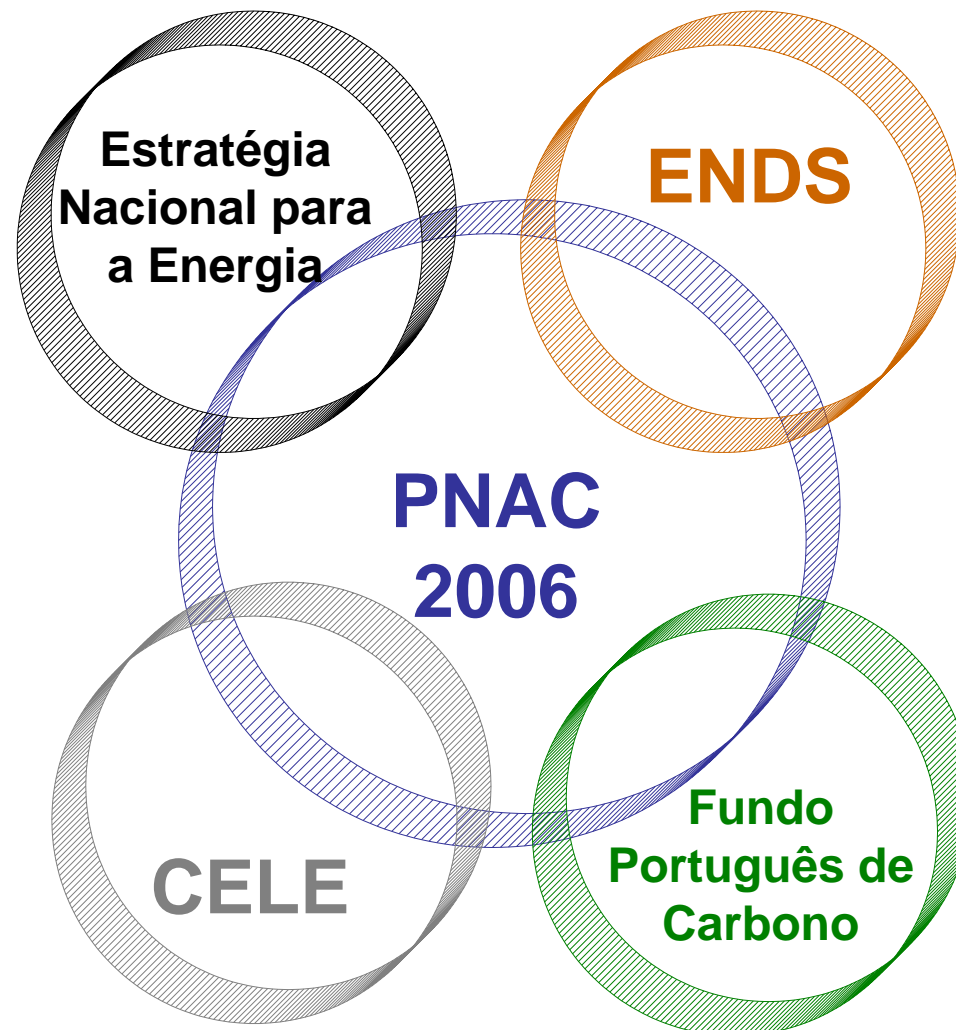 Estratégia
Nacional para
a Energia
ENDS
PNAC
2006
CELE
Fundo
Português de
Carbono